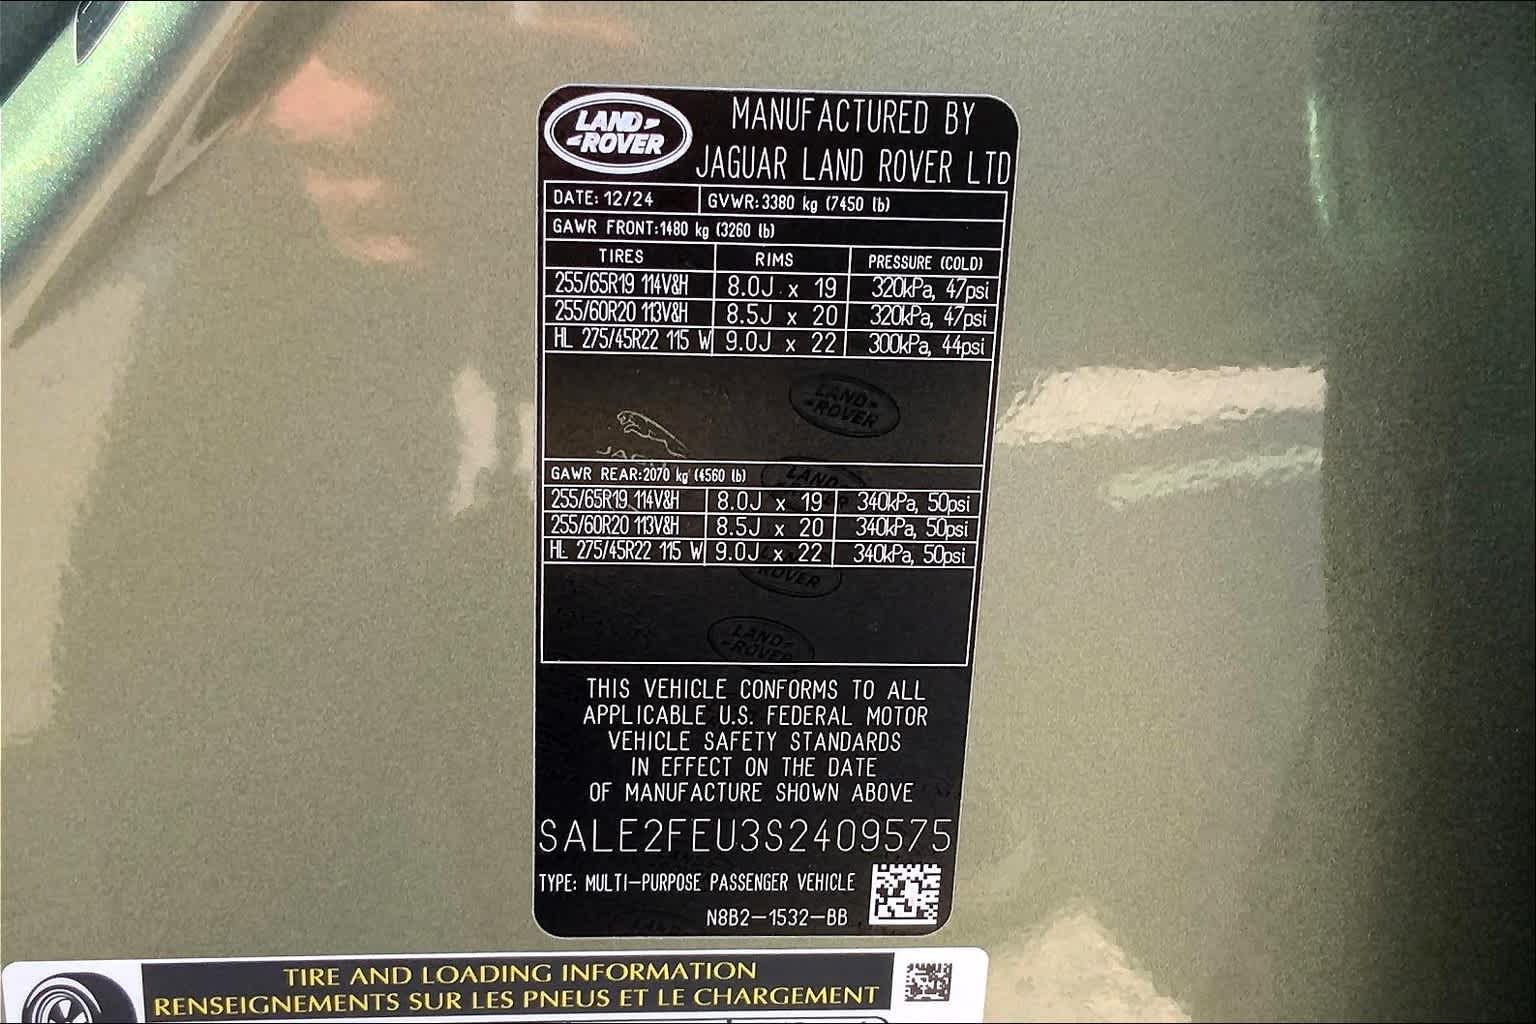 LAND ROVER
MANUFACTURED BY
JAGUAR LAND ROVER LTD
DATE: 12/24 GVWR:3380 kg (7450 lb)
GAWR FRONT:1480 kg (3260 lb)
TIRES RIMS PRESSURE (COLD)
255/65R19 114V&H 8.0J x 19 320kPa, 47psi
255/60R20 113V&H 8.5J x 20 320kPa, 47psi
HL 275/45R22 115 W 9.0J x 22 300kPa, 44psi
LAND ROVER
GAWR REAR:2070 kg (4560 lb)
LAND
255/65R19 114V&H 8.0J x 19 340kPa, 50psi
255/60R20 113V&H 8.5J x 20 340kPa, 50psi
HL 275/45R22 115 W 9.0J x 22 340kPa, 50psi
ROVER
LAND ROVER
THIS VEHICLE CONFORMS TO ALL
APPLICABLE U.S. FEDERAL MOTOR
VEHICLE SAFETY STANDARDS
IN EFFECT ON THE DATE
OF MANUFACTURE SHOWN ABOVE
SALE2FEU3S2409575
TYPE: MULTI-PURPOSE PASSENGER VEHICLE
N8B2-1532-BB
TIRE AND LOADING INFORMATION
RENSEIGNEMENTS SUR LES PNEUS ET LE CHARGEMENT